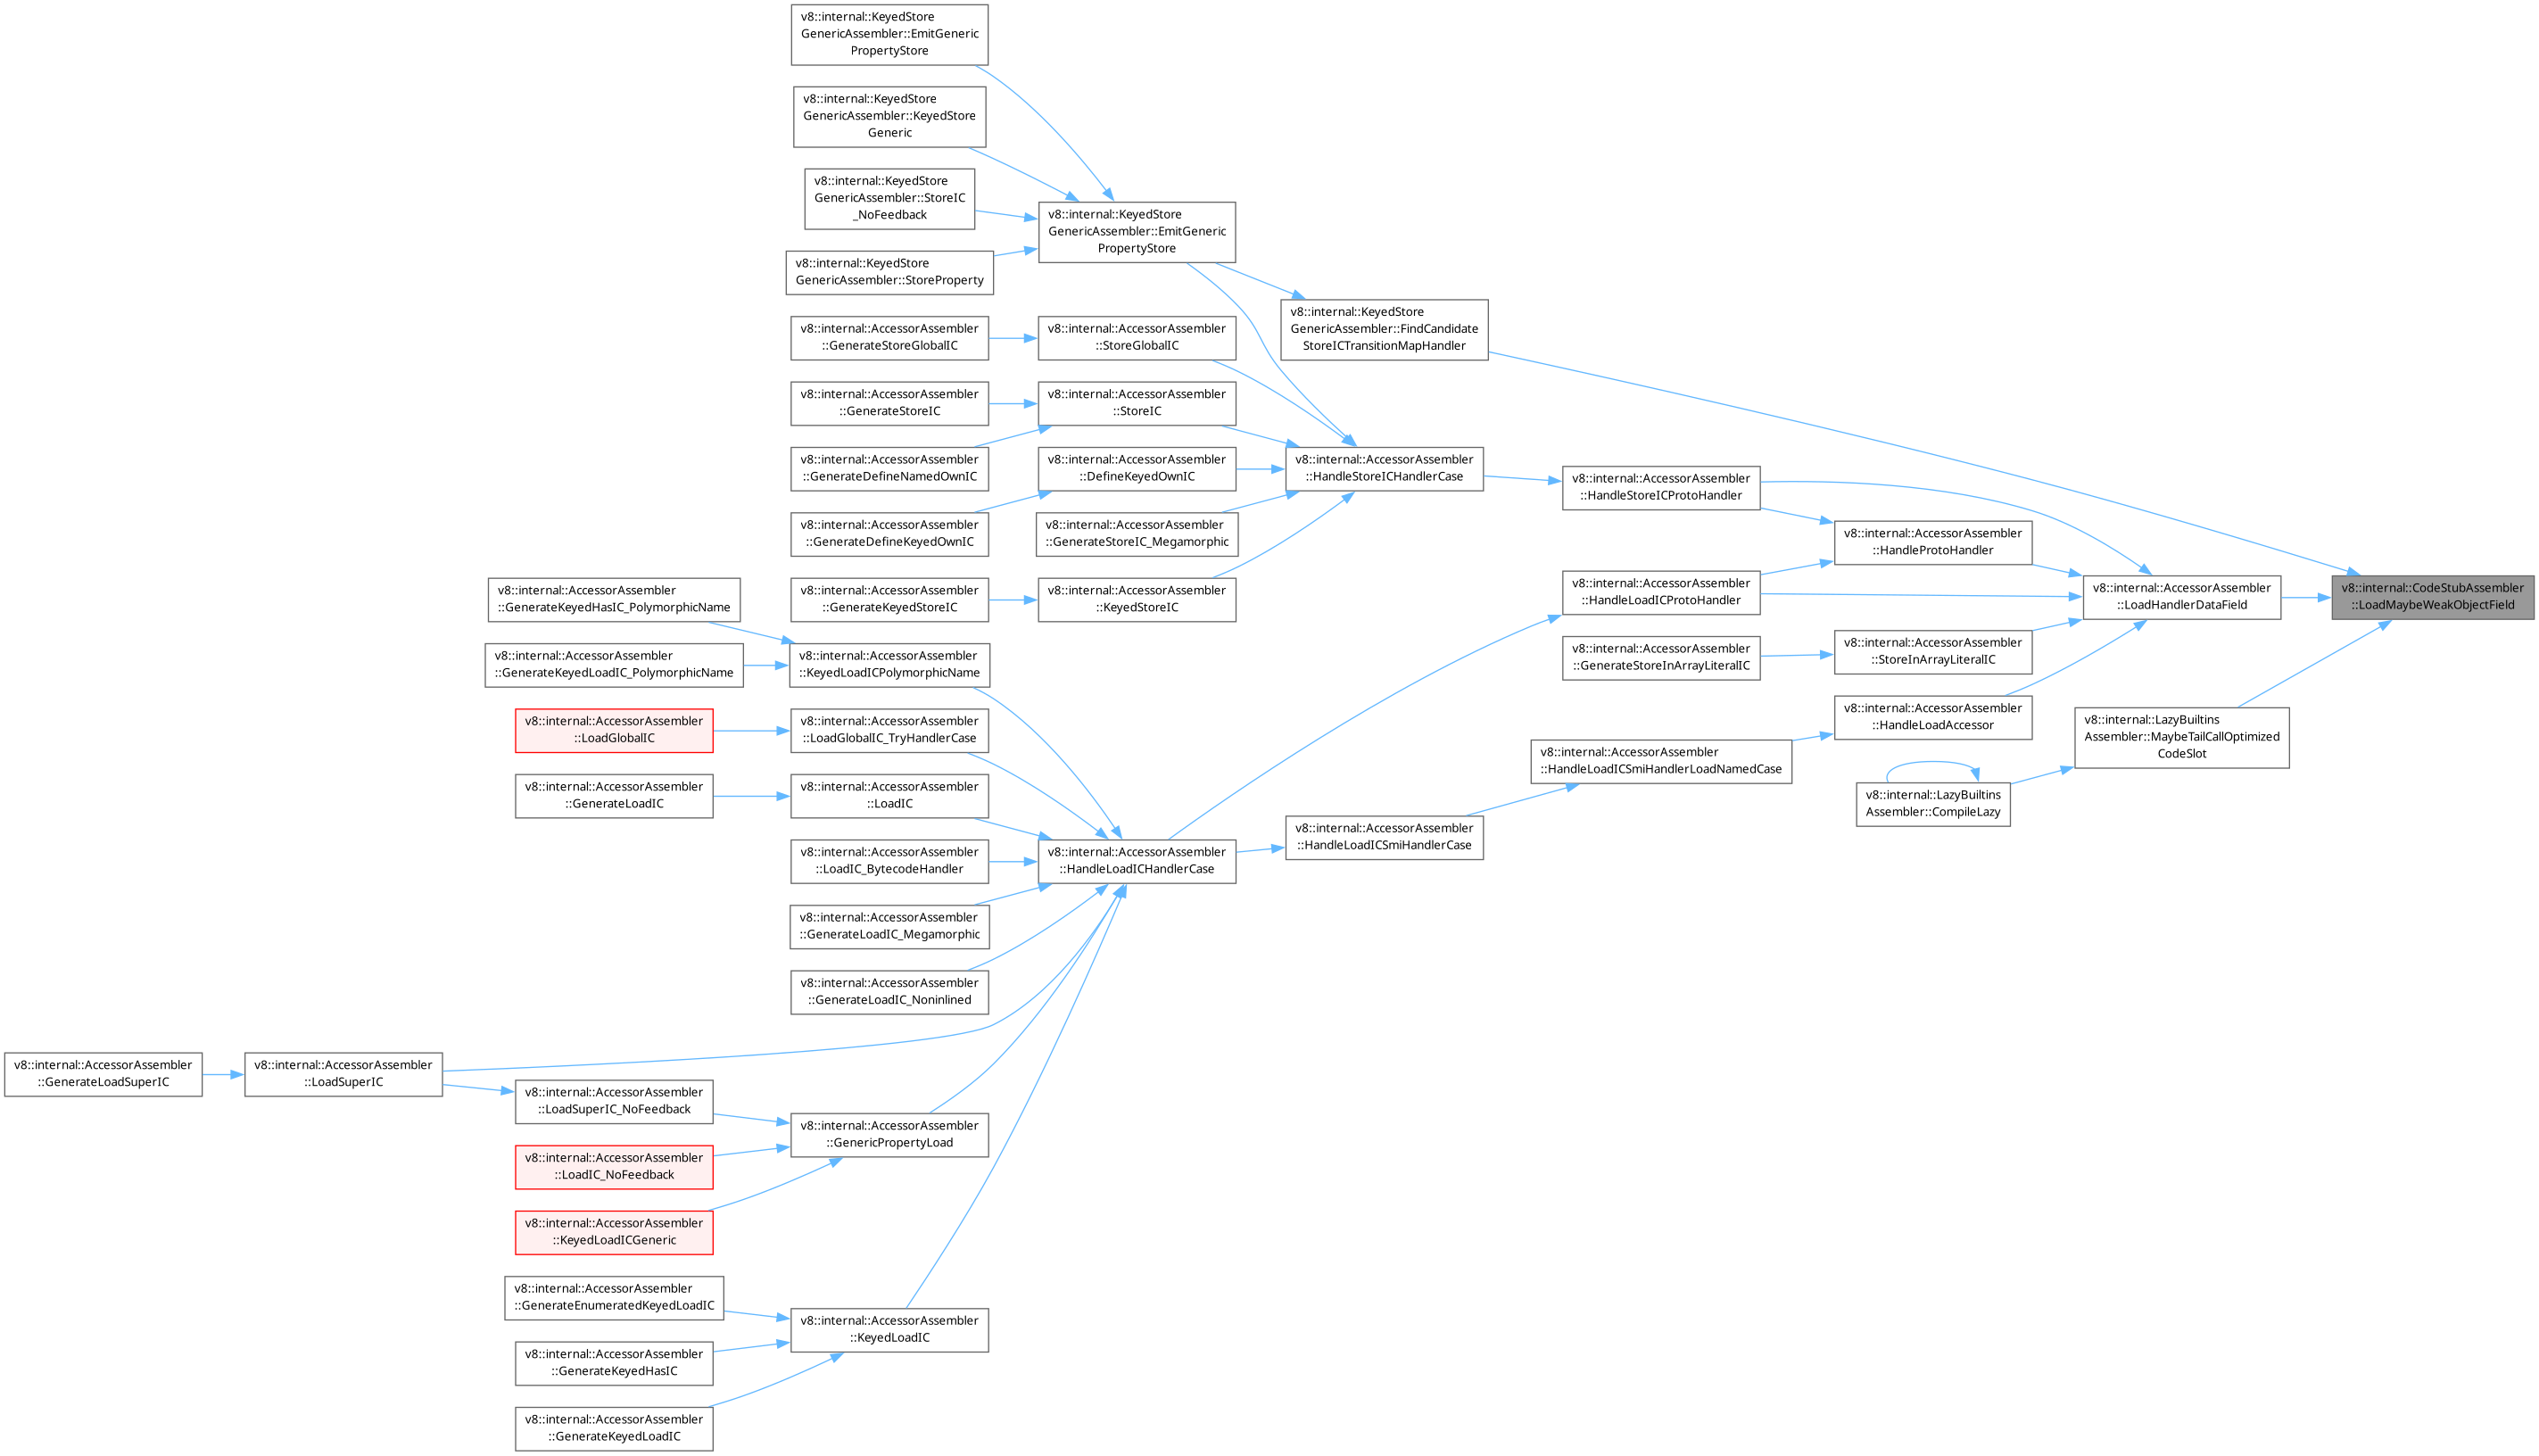 v8::internal::KeyedStore
GenericAssembler::EmitGeneric
PropertyStore
v8::internal::KeyedStore
GenericAssembler::KeyedStore
Generic
v8::internal::KeyedStore
GenericAssembler::StoreIC
_NoFeedback
v8::internal::KeyedStore
GenericAssembler::StoreProperty
v8::internal::KeyedStore
GenericAssembler::EmitGeneric
PropertyStore
v8::internal::KeyedStore
GenericAssembler::FindCandidate
StoreICTransitionMapHandler
v8::internal::AccessorAssembler
::GenerateStoreGlobalIC
v8::internal::AccessorAssembler
::StoreGlobalIC
v8::internal::AccessorAssembler
::GenerateStoreIC
v8::internal::AccessorAssembler
::StoreIC
v8::internal::AccessorAssembler
::GenerateDefineNamedOwnIC
v8::internal::AccessorAssembler
::DefineKeyedOwnIC
v8::internal::AccessorAssembler
::HandleStoreICHandlerCase
v8::internal::AccessorAssembler
::HandleStoreICProtoHandler
v8::internal::AccessorAssembler
::GenerateDefineKeyedOwnIC
v8::internal::AccessorAssembler
::GenerateStoreIC_Megamorphic
v8::internal::AccessorAssembler
::HandleProtoHandler
v8::internal::AccessorAssembler
::GenerateKeyedHasIC_PolymorphicName
v8::internal::AccessorAssembler
::GenerateKeyedStoreIC
v8::internal::AccessorAssembler
::KeyedStoreIC
v8::internal::AccessorAssembler
::HandleLoadICProtoHandler
v8::internal::AccessorAssembler
::LoadHandlerDataField
v8::internal::CodeStubAssembler
::LoadMaybeWeakObjectField
v8::internal::AccessorAssembler
::GenerateKeyedLoadIC_PolymorphicName
v8::internal::AccessorAssembler
::KeyedLoadICPolymorphicName
v8::internal::AccessorAssembler
::GenerateStoreInArrayLiteralIC
v8::internal::AccessorAssembler
::StoreInArrayLiteralIC
v8::internal::AccessorAssembler
::LoadGlobalIC
v8::internal::AccessorAssembler
::LoadGlobalIC_TryHandlerCase
v8::internal::AccessorAssembler
::HandleLoadAccessor
v8::internal::LazyBuiltins
Assembler::MaybeTailCallOptimized
CodeSlot
v8::internal::AccessorAssembler
::HandleLoadICSmiHandlerLoadNamedCase
v8::internal::AccessorAssembler
::GenerateLoadIC
v8::internal::AccessorAssembler
::LoadIC
v8::internal::LazyBuiltins
Assembler::CompileLazy
v8::internal::AccessorAssembler
::HandleLoadICSmiHandlerCase
v8::internal::AccessorAssembler
::LoadIC_BytecodeHandler
v8::internal::AccessorAssembler
::HandleLoadICHandlerCase
v8::internal::AccessorAssembler
::GenerateLoadIC_Megamorphic
v8::internal::AccessorAssembler
::GenerateLoadIC_Noninlined
v8::internal::AccessorAssembler
::GenerateLoadSuperIC
v8::internal::AccessorAssembler
::LoadSuperIC
v8::internal::AccessorAssembler
::LoadSuperIC_NoFeedback
v8::internal::AccessorAssembler
::GenericPropertyLoad
v8::internal::AccessorAssembler
::LoadIC_NoFeedback
v8::internal::AccessorAssembler
::KeyedLoadICGeneric
v8::internal::AccessorAssembler
::GenerateEnumeratedKeyedLoadIC
v8::internal::AccessorAssembler
::KeyedLoadIC
v8::internal::AccessorAssembler
::GenerateKeyedHasIC
v8::internal::AccessorAssembler
::GenerateKeyedLoadIC